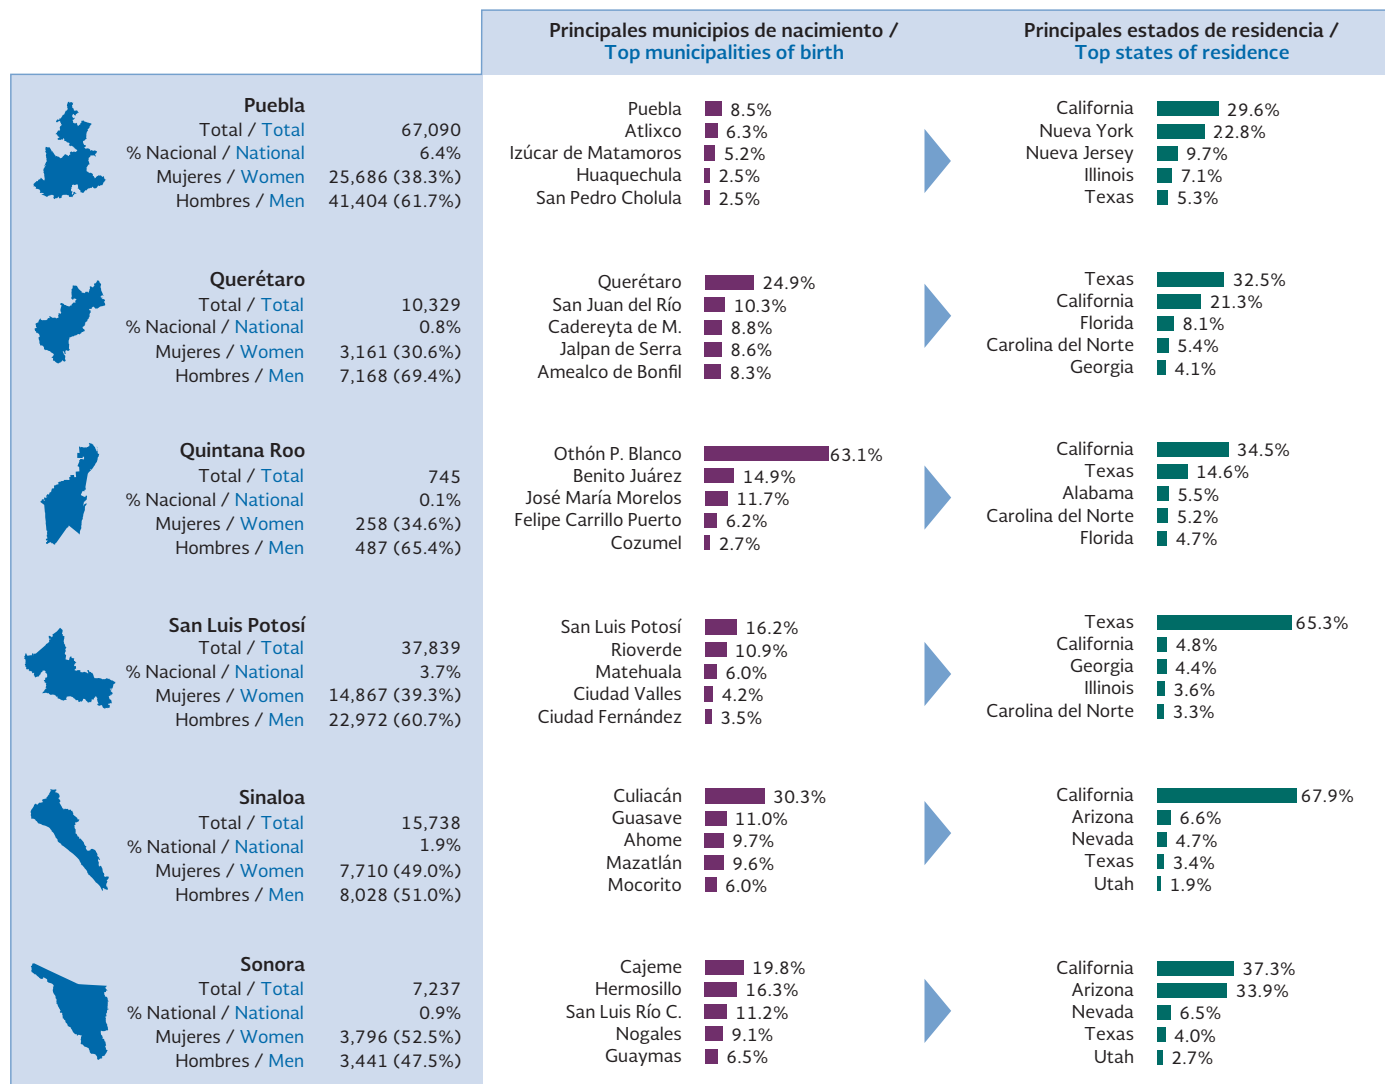 Principales municipios de nacimiento /
Top municipalities of birth
Principales estados de residencia /
Top states of residence
Puebla
Total / Total 67,090
% Nacional / National 6.4%
Mujeres / Women 25,686 (38.3%)
Hombres / Men 41,404 (61.7%)
Puebla 8.5%
Atlixco 6.3%
Izúcar de Matamoros 5.2%
Huaquechula 2.5%
San Pedro Cholula 2.5%
California 29.6%
Nueva York 22.8%
Nueva Jersey 9.7%
Illinois 7.1%
Texas 5.3%
Querétaro
Total / Total 10,329
% Nacional / National 0.8%
Mujeres / Women 3,161 (30.6%)
Hombres / Men 7,168 (69.4%)
Querétaro 24.9%
San Juan del Río 10.3%
Cadereyta de M. 8.8%
Jalpan de Serra 8.6%
Amealco de Bonfil 8.3%
Texas 32.5%
California 21.3%
Florida 8.1%
Carolina del Norte 5.4%
Georgia 4.1%
Quintana Roo
Total / Total 745
% Nacional / National 0.1%
Mujeres / Women 258 (34.6%)
Hombres / Men 487 (65.4%)
Othón P. Blanco 63.1%
Benito Juárez 14.9%
José María Morelos 11.7%
Felipe Carrillo Puerto 6.2%
Cozumel 2.7%
California 34.5%
Texas 14.6%
Alabama 5.5%
Carolina del Norte 5.2%
Florida 4.7%
San Luis Potosí
Total / Total 37,839
% Nacional / National 3.7%
Mujeres / Women 14,867 (39.3%)
Hombres / Men 22,972 (60.7%)
San Luis Potosí 16.2%
Rioverde 10.9%
Matehuala 6.0%
Ciudad Valles 4.2%
Ciudad Fernández 3.5%
Texas 65.3%
California 4.8%
Georgia 4.4%
Illinois 3.6%
Carolina del Norte 3.3%
Sinaloa
Total / Total 15,738
% National / National 1.9%
Mujeres / Women 7,710 (49.0%)
Hombres / Men 8,028 (51.0%)
Culiacán 30.3%
Guasave 11.0%
Ahome 9.7%
Mazatlán 9.6%
Mocorito 6.0%
California 67.9%
Arizona 6.6%
Nevada 4.7%
Texas 3.4%
Utah 1.9%
Sonora
Total / Total 7,237
% National / National 0.9%
Mujeres / Women 3,796 (52.5%)
Hombres / Men 3,441 (47.5%)
Cajeme 19.8%
Hermosillo 16.3%
San Luis Río C. 11.2%
Nogales 9.1%
Guaymas 6.5%
California 37.3%
Arizona 33.9%
Nevada 6.5%
Texas 4.0%
Utah 2.7%